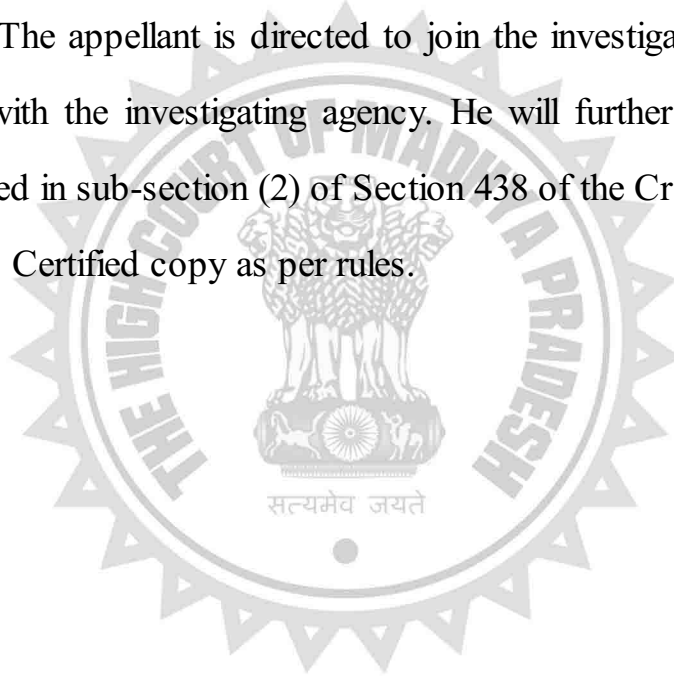 The appellant is directed to join the investiga
with the investigating agency. He will further
ed in sub-section (2) of Section 438 of the Cr
Certified copy as per rules.
THE HIGH COURT OF MADHYA PRADESH
सत्यमेव जयते